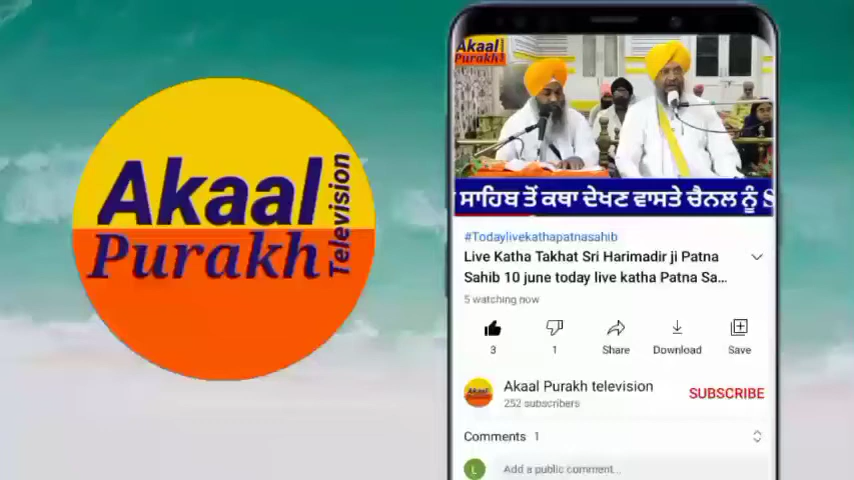 Akaal
Purakh
Television
Akaal
Purakh
ਸਾਹਿਬ ਤੋਂ ਕਥਾ ਦੇਖਣ ਵਾਸਤੇ ਚੈਨਲ ਨੂੰ S
#Todaylivekathapatnasahib
Live Katha Takhat Sri Harimadir ji Patna
Sahib 10 june today live katha Patna Sa...
5 watching now
3 1 Share Download Save
Akaal Purakh television
SUBSCRIBE
252 subscribers
Comments 1
L Add a public comment...